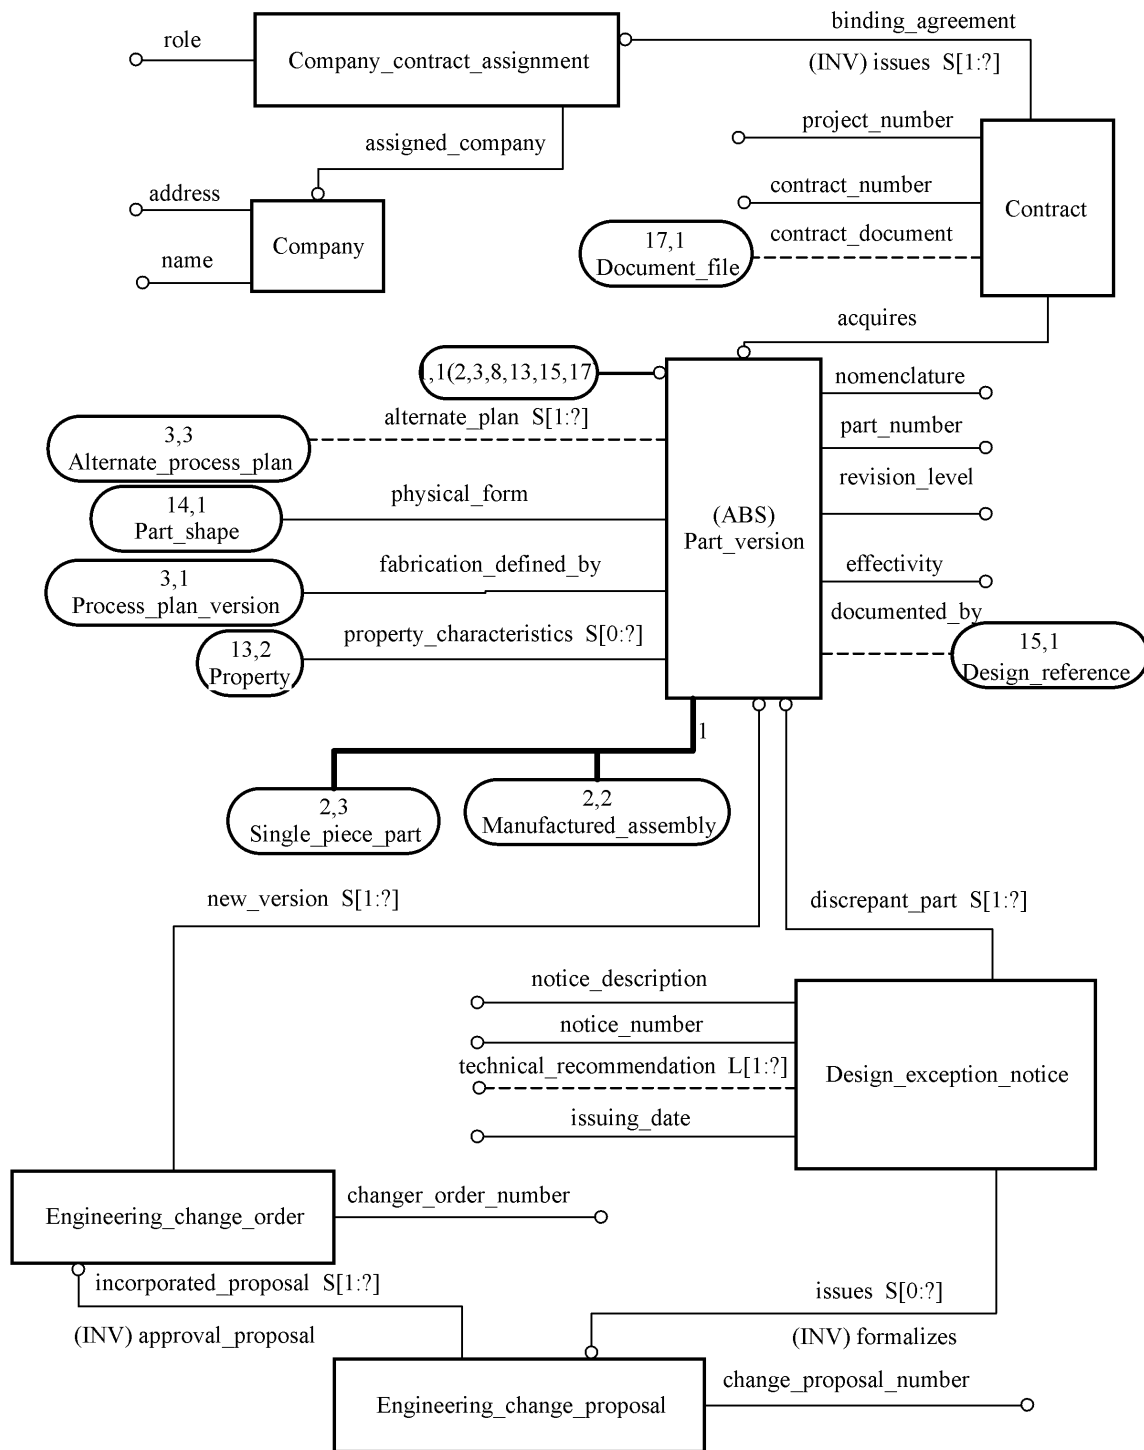 binding_agreement
role
Company_contract_assignment
(INV) issues S[1:?]
project_number
assigned_company
contract_number
address
Contract
contract_document
17,1
Document_file
Company
name
acquires
1,1(2,3,8,13,15,17
nomenclature
alternate_plan S[1:?]
part_number
3,3
Alternate_process_plan
revision_level
physical_form
14,1
Part_shape
(ABS)
Part_version
fabrication_defined_by
effectivity
3,1
Process_plan_version
documented_by
property_characteristics S[0:?]
15,1
Design_reference
13,2
Property
1
2,3
Single_piece_part
2,2
Manufactured_assembly
new_version S[1:?]
discrepant_part S[1:?]
notice_description
notice_number
technical_recommendation L[1:?]
Design_exception_notice
issuing_date
changer_order_number
Engineering_change_order
incorporated_proposal S[1:?]
issues S[0:?]
(INV) approval_proposal
(INV) formalizes
change_proposal_number
Engineering_change_proposal